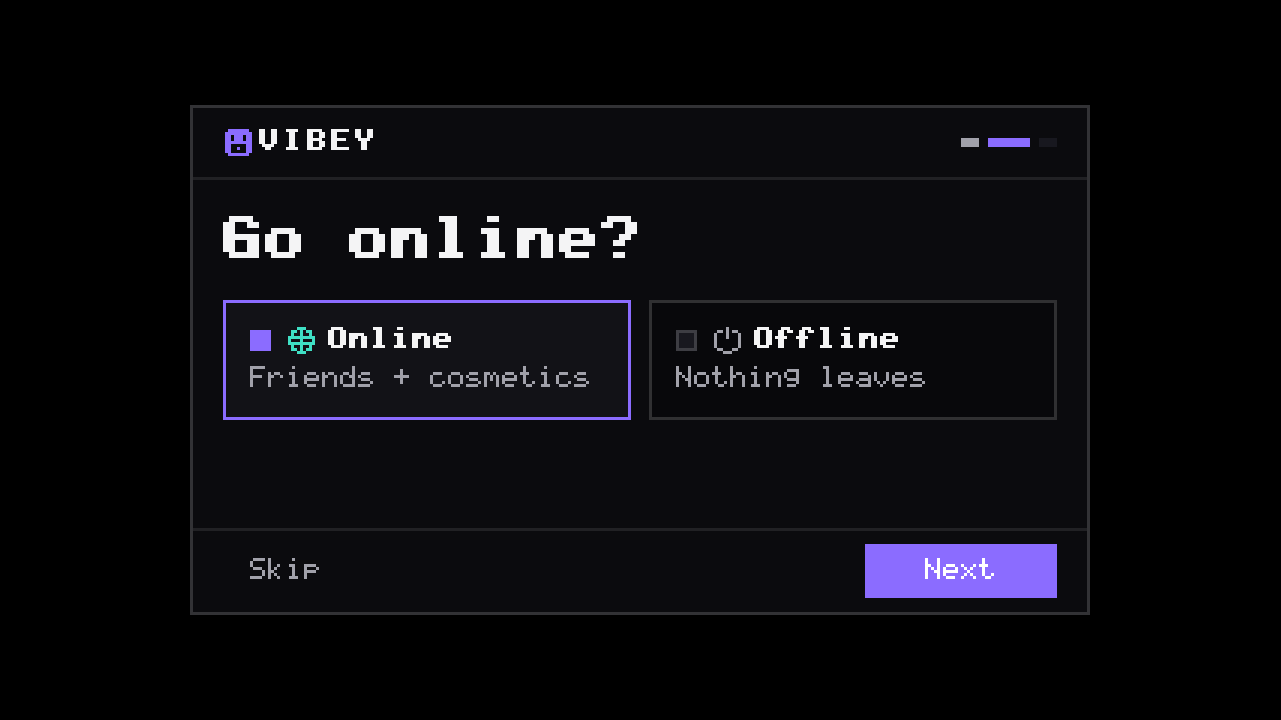 VIBEY
Go online?
Online
Friends + cosmetics
Offline
Nothing leaves
Skip
Next